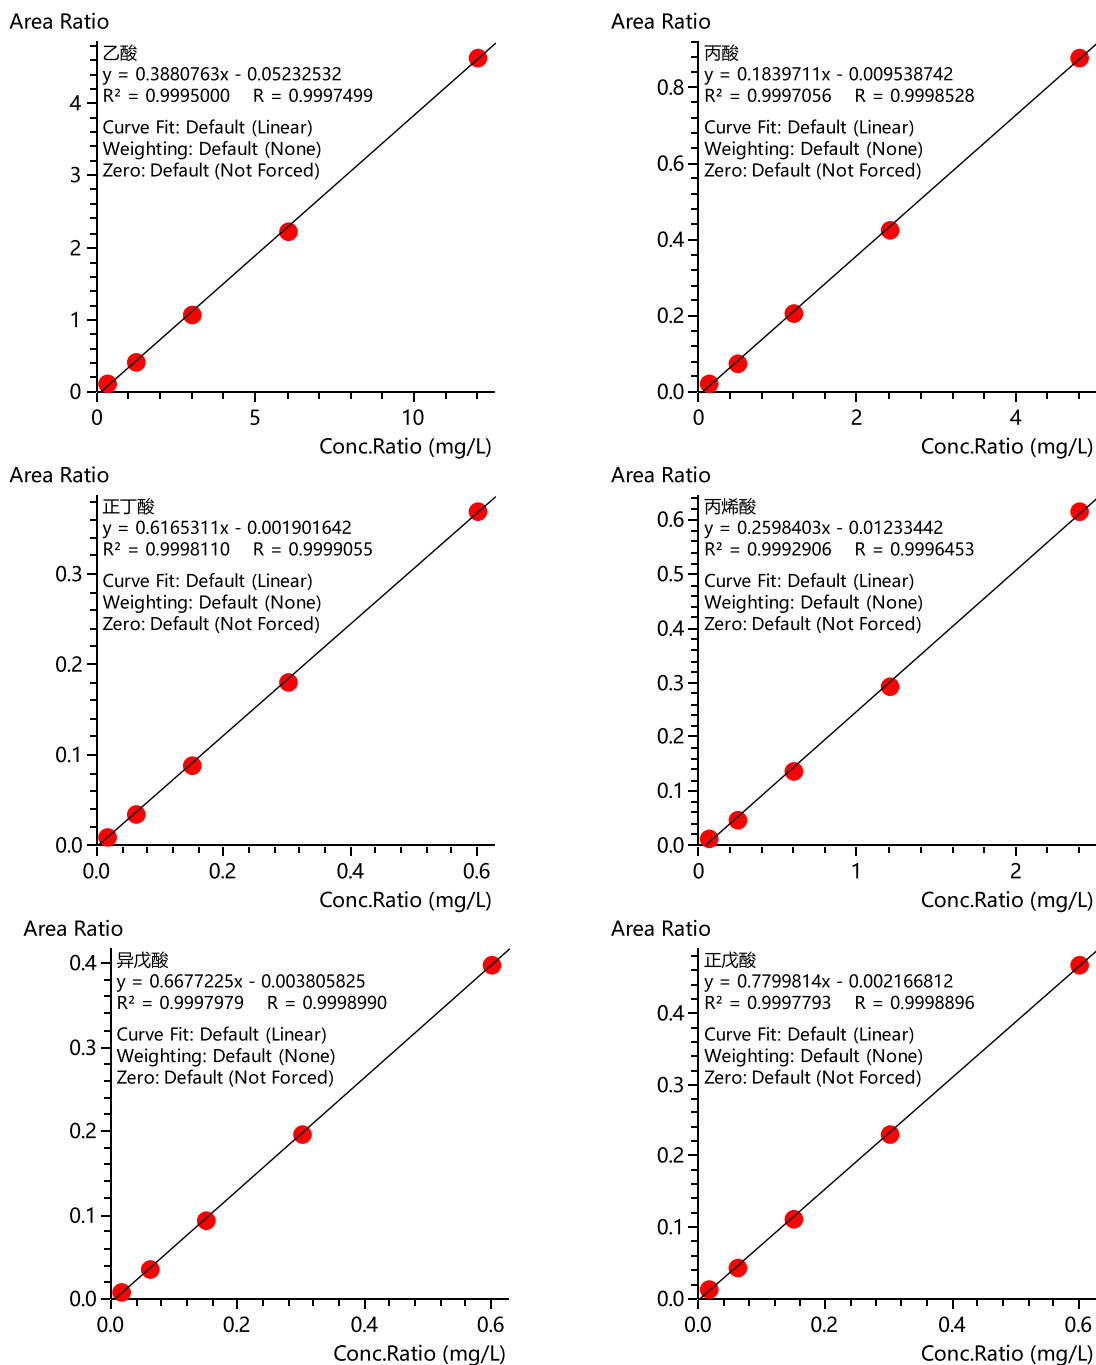 Area Ratio
乙酸
y = 0.3880763x - 0.05232532
R² = 0.9995000 R = 0.9997499
Curve Fit: Default (Linear)
Weighting: Default (None)
Zero: Default (Not Forced)
4
3
2
1
0
0 5 10
Conc.Ratio (mg/L)
Area Ratio
丙酸
y = 0.1839711x - 0.009538742
R² = 0.9997056 R = 0.9998528
Curve Fit: Default (Linear)
Weighting: Default (None)
Zero: Default (Not Forced)
0.8
0.6
0.4
0.2
0.0
0 2 4
Conc.Ratio (mg/L)
Area Ratio
正丁酸
y = 0.6165311x - 0.001901642
R² = 0.9998110 R = 0.9999055
Curve Fit: Default (Linear)
Weighting: Default (None)
Zero: Default (Not Forced)
0.3
0.2
0.1
0.0
0.0 0.2 0.4 0.6
Conc.Ratio (mg/L)
Area Ratio
丙烯酸
y = 0.2598403x - 0.01233442
R² = 0.9992906 R = 0.9996453
Curve Fit: Default (Linear)
Weighting: Default (None)
Zero: Default (Not Forced)
0.6
0.5
0.4
0.3
0.2
0.1
0.0
0 1 2
Conc.Ratio (mg/L)
Area Ratio
异戊酸
y = 0.6677225x - 0.003805825
R² = 0.9997979 R = 0.9998990
Curve Fit: Default (Linear)
Weighting: Default (None)
Zero: Default (Not Forced)
0.4
0.3
0.2
0.1
0.0
0.0 0.2 0.4 0.6
Conc.Ratio (mg/L)
Area Ratio
正戊酸
y = 0.7799814x - 0.002166812
R² = 0.9997793 R = 0.9998896
Curve Fit: Default (Linear)
Weighting: Default (None)
Zero: Default (Not Forced)
0.4
0.3
0.2
0.1
0.0
0.0 0.2 0.4 0.6
Conc.Ratio (mg/L)